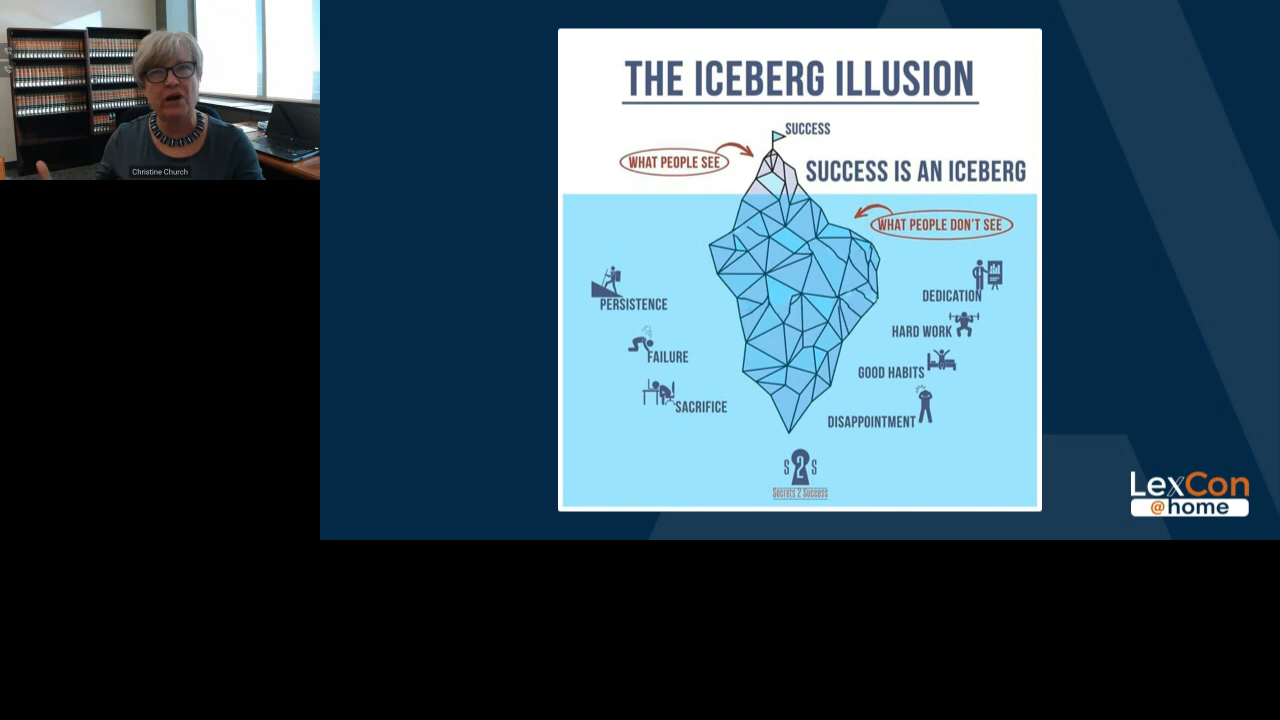 Christine Church
THE ICEBERG ILLUSION
SUCCESS
WHAT PEOPLE SEE
SUCCESS IS AN ICEBERG
WHAT PEOPLE DON'T SEE
PERSISTENCE
FAILURE
SACRIFICE
DEDICATION
HARD WORK
GOOD HABITS
DISAPPOINTMENT
S 2 S
Secrets 2 Success
LexCon
@home